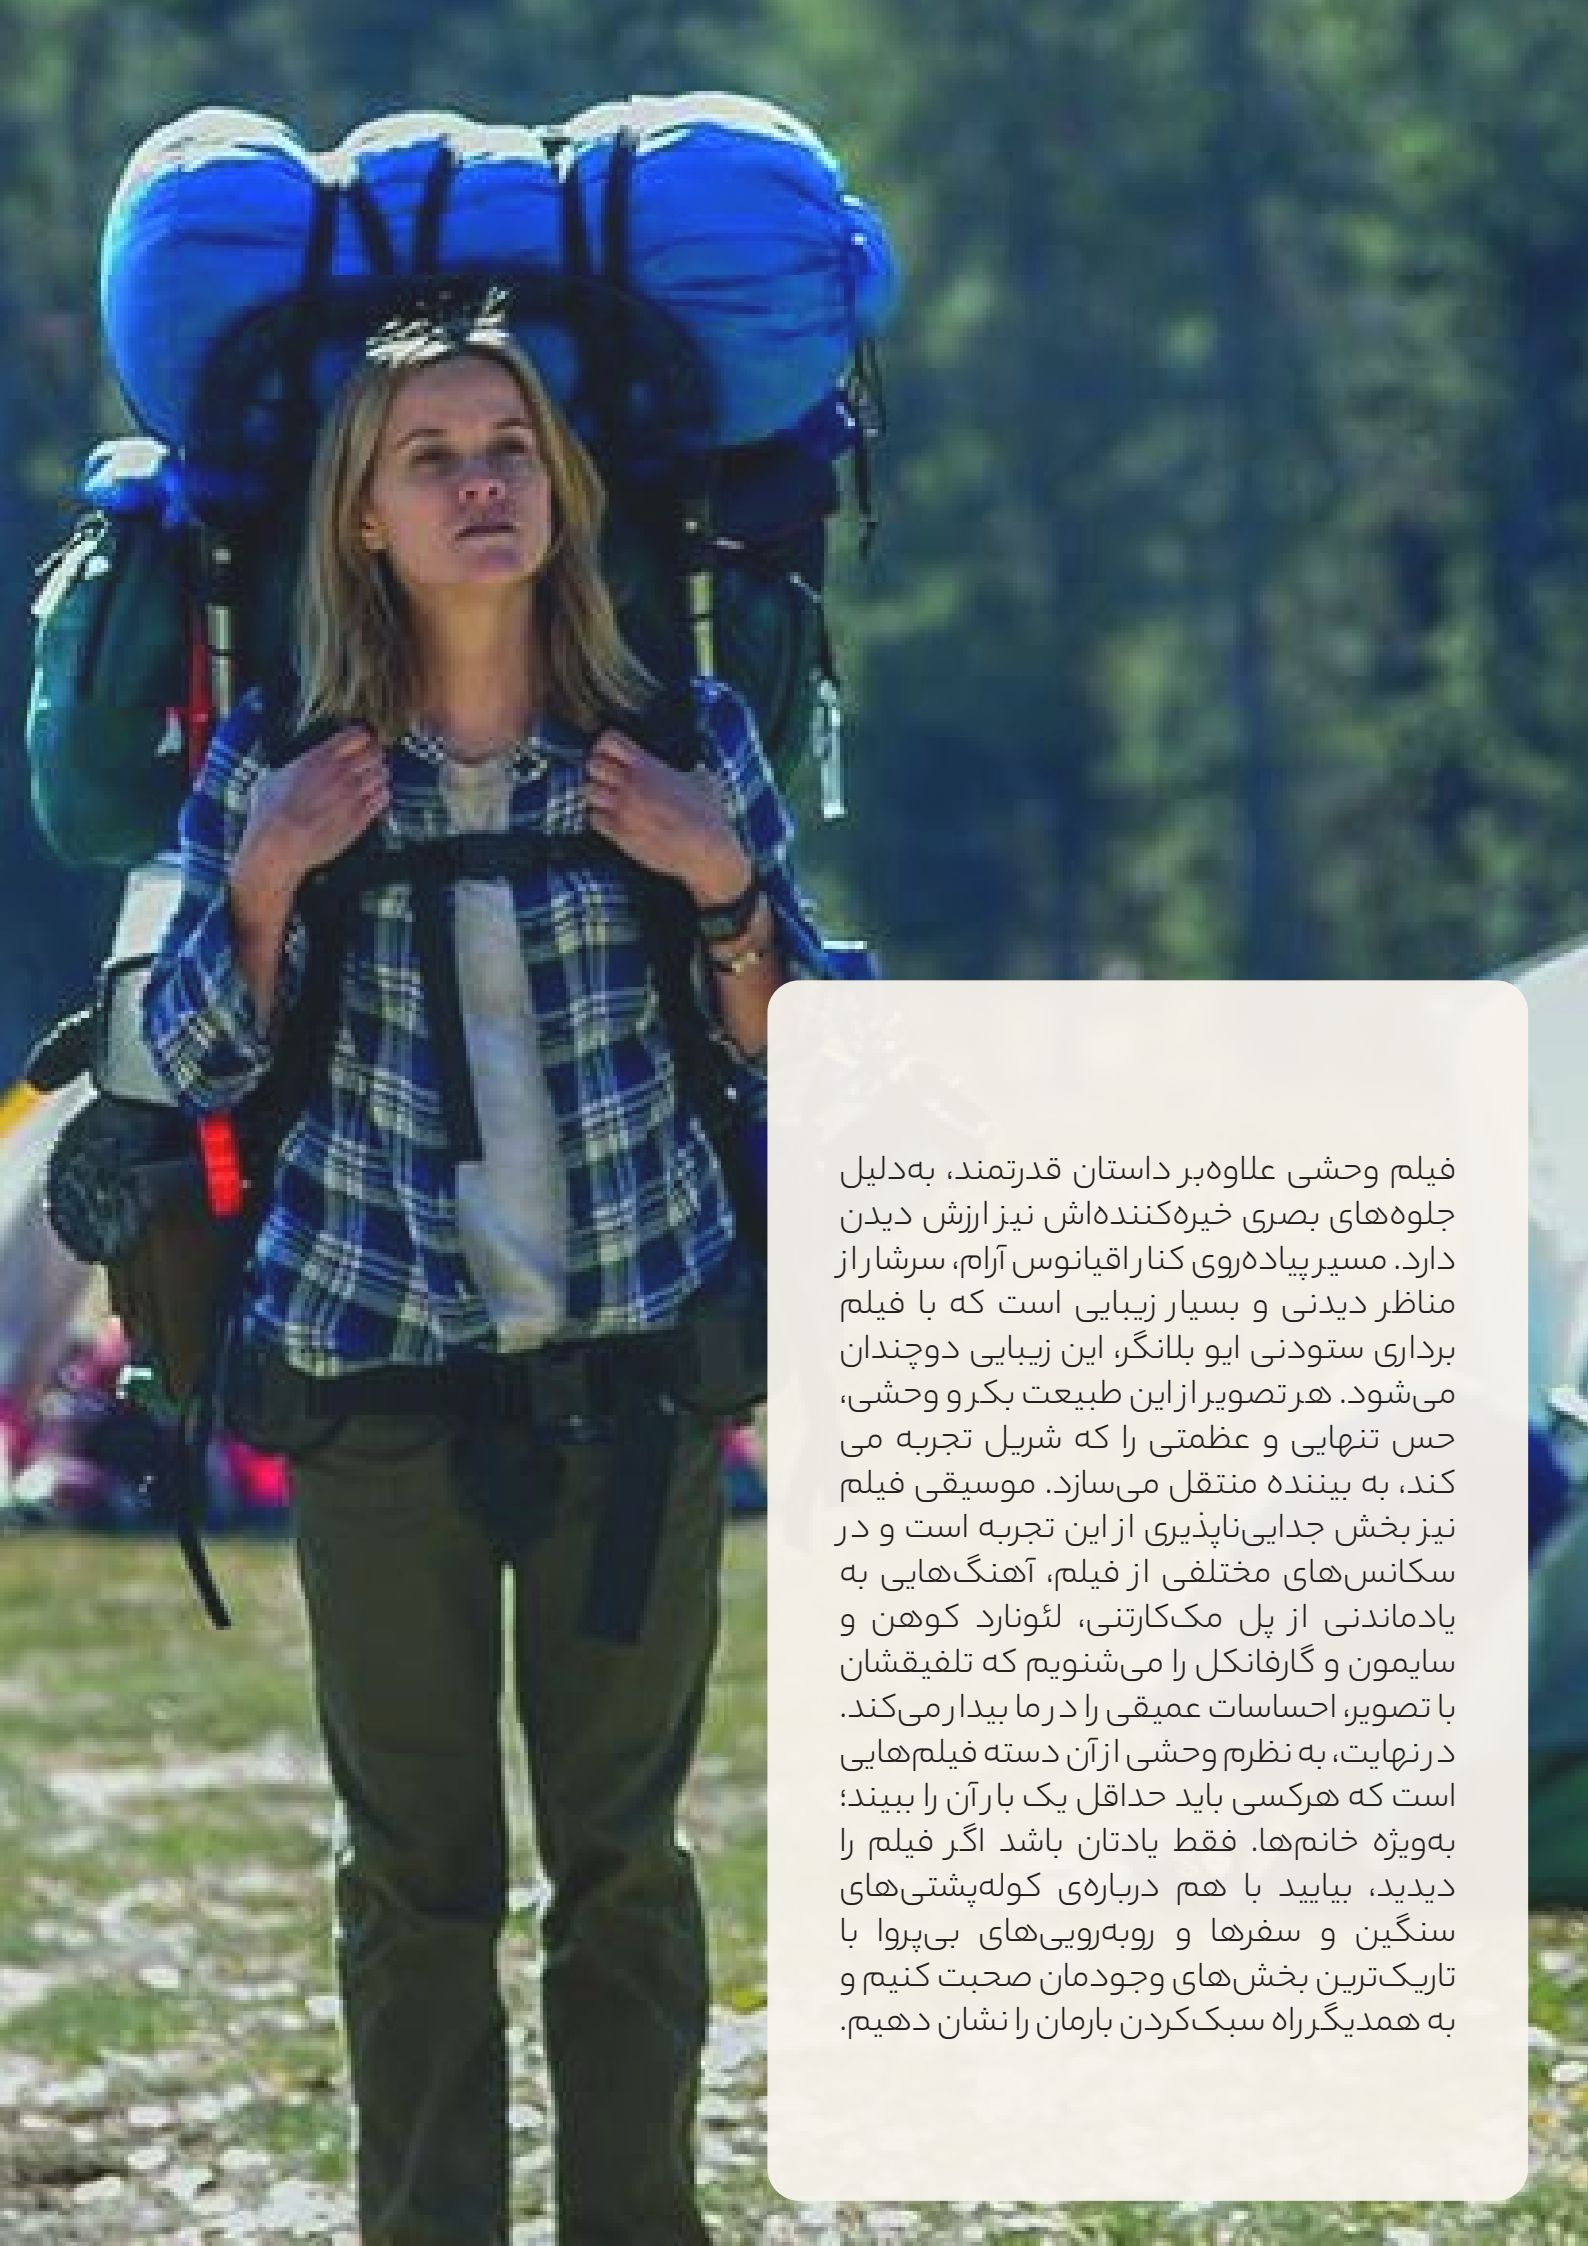 فیلم وحشی علاوه‌بر داستان قدرتمند، به‌دلیل
جلوه‌های بصری خیره‌کننده‌اش نیز ارزش دیدن
دارد. مسیر پیاده‌روی کنار اقیانوس آرام، سرشار از
مناظر دیدنی و بسیار زیبایی است که با فیلم
برداری ستودنی ایو بلانگر، این زیبایی دوچندان
می‌شود. هر تصویر از این طبیعت بکر و وحشی،
حس تنهایی و عظمتی را که شریل تجربه می
کند، به بیننده منتقل می‌سازد. موسیقی فیلم
نیز بخش جدایی‌ناپذیری از این تجربه است و در
سکانس‌های مختلفی از فیلم، آهنگ‌هایی به
یادماندنی از پل مک‌کارتنی، لئونارد کوهن و
سایمون و گارفانکل را می‌شنویم که تلفیقشان
با تصویر، احساسات عمیقی را در ما بیدار می‌کند.
در نهایت، به نظرم وحشی از آن دسته فیلم‌هایی
است که هرکسی باید حداقل یک بار آن را ببیند؛
به‌ویژه خانم‌ها. فقط یادتان باشد اگر فیلم را
دیدید، بیایید با هم درباره‌ی کوله‌پشتی‌های
سنگین و سفرها و روبه‌رویی‌های بی‌پروا با
تاریک‌ترین بخش‌های وجودمان صحبت کنیم و
به همدیگر راه سبک‌کردن بارمان را نشان دهیم.